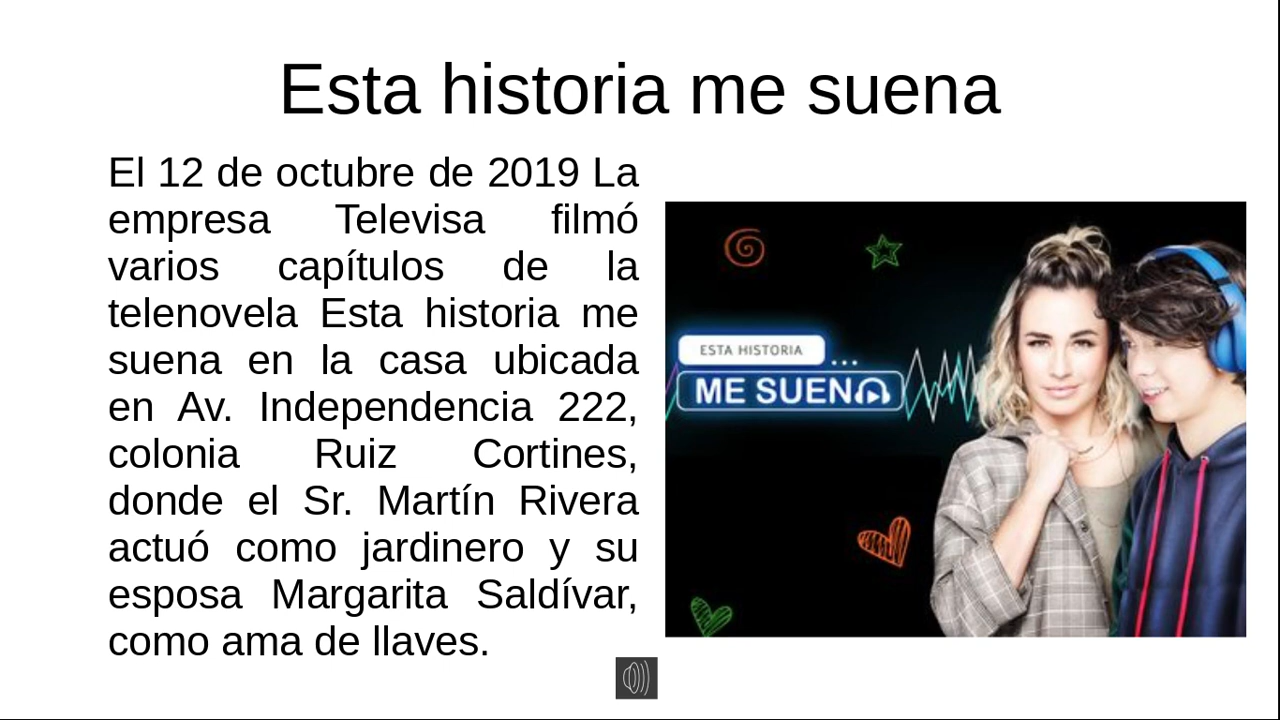 Esta historia me suena
El 12 de octubre de 2019 La
empresa Televisa filmó
varios capítulos de la
telenovela Esta historia me
suena en la casa ubicada
en Av. Independencia 222,
colonia Ruiz Cortines,
donde el Sr. Martín Rivera
actuó como jardinero y su
esposa Margarita Saldívar,
como ama de llaves.
ESTA HISTORIA
...
ME SUENA